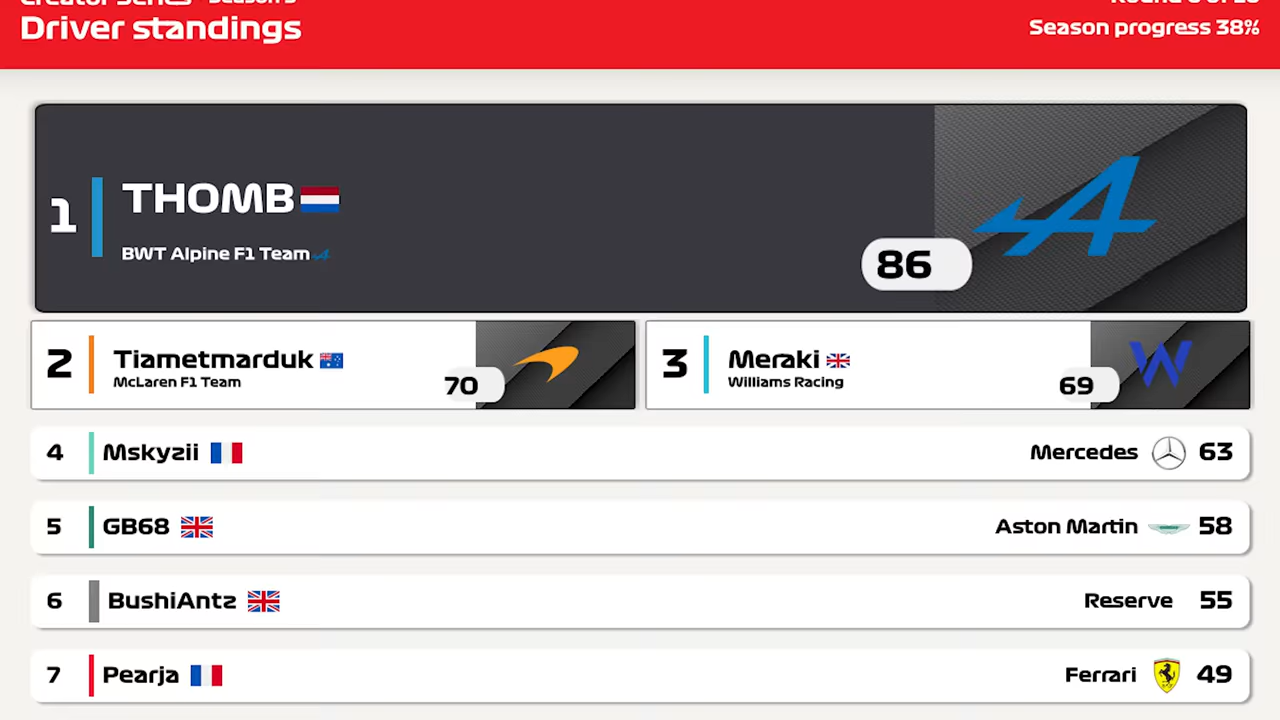 Driver standings
Season progress 38%
1
THOMB
BWT Alpine F1 Team
86
2
Tiametmarduk
McLaren F1 Team
70
3
Meraki
Williams Racing
69
4 Mskyzii Mercedes 63
5 GB68 Aston Martin 58
6 BushiAntz Reserve 55
7 Pearja Ferrari 49